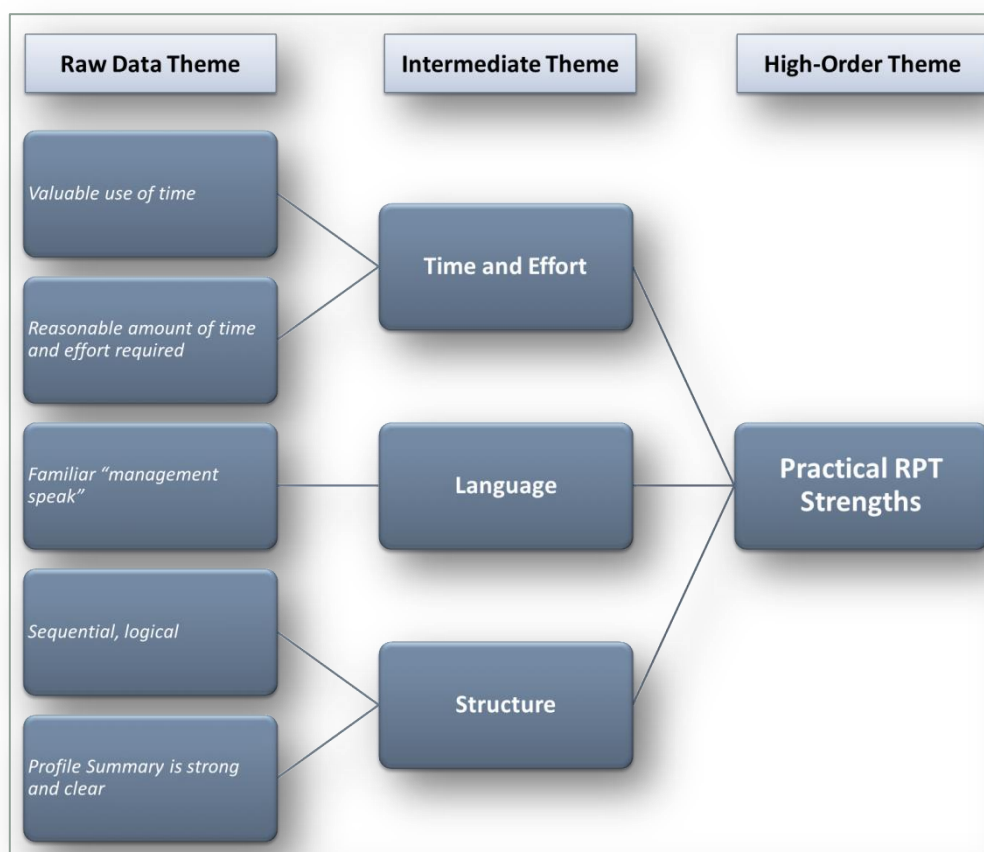 Raw Data Theme
Intermediate Theme
High-Order Theme
Valuable use of time
Reasonable amount of time
and effort required
Familiar “management
speak”
Sequential, logical
Profile Summary is strong
and clear
Time and Effort
Language
Structure
Practical RPT
Strengths